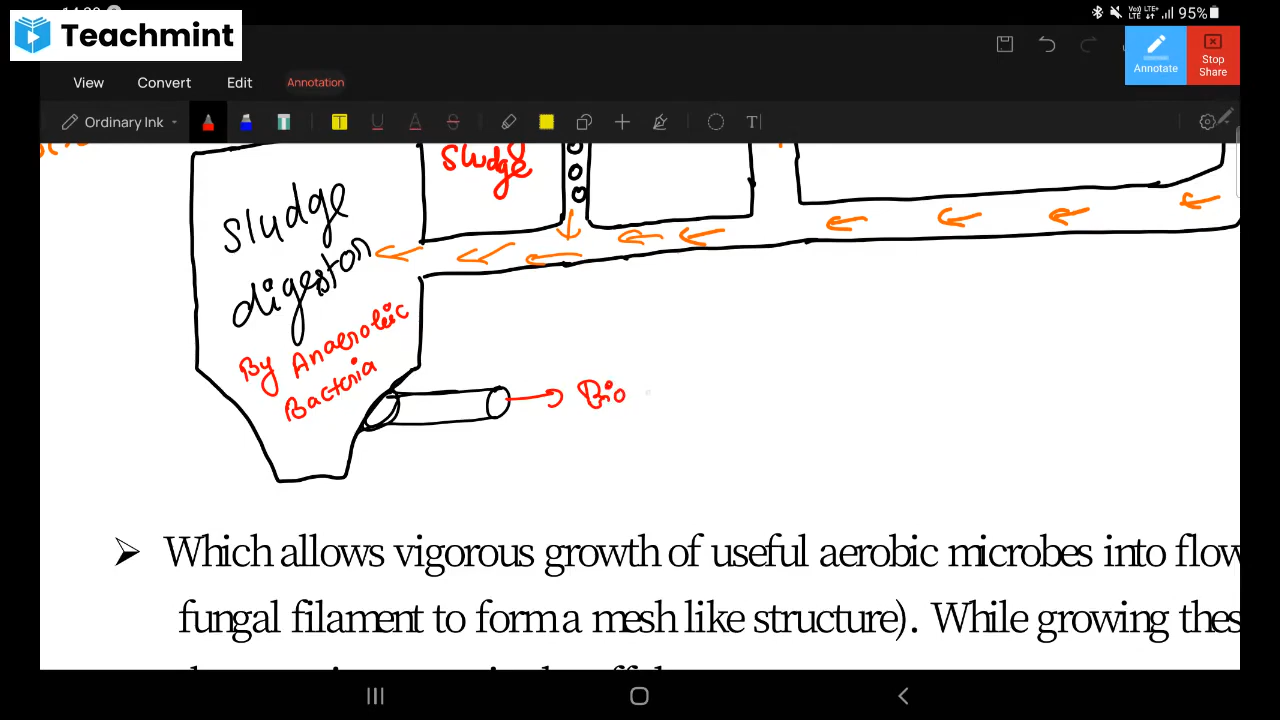 95%
Teachmint
Annotate
Stop
Share
View Convert Edit Annotation
Ordinary Ink
sludge
sludge
digestor
By Anaerobic
Bacteria
Bio
➢ Which allows vigorous growth of useful aerobic microbes into flow
fungal filament to form a mesh like structure). While growing these